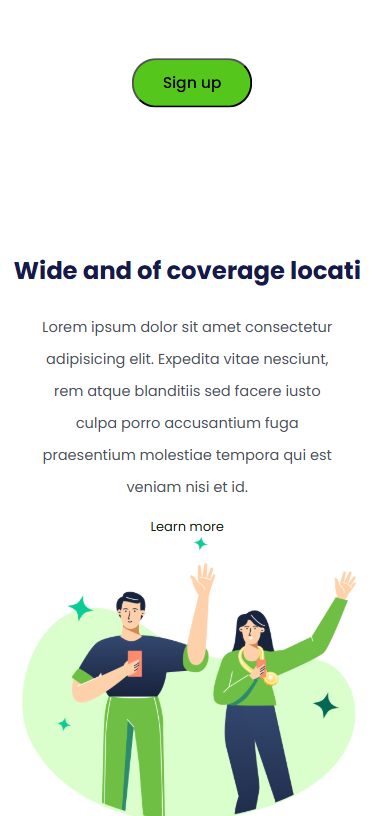 Sign up
Wide and of coverage locati
Lorem ipsum dolor sit amet consectetur
adipisicing elit. Expedita vitae nesciunt,
rem atque blanditiis sed facere iusto
culpa porro accusantium fuga
praesentium molestiae tempora qui est
veniam nisi et id.
Learn more